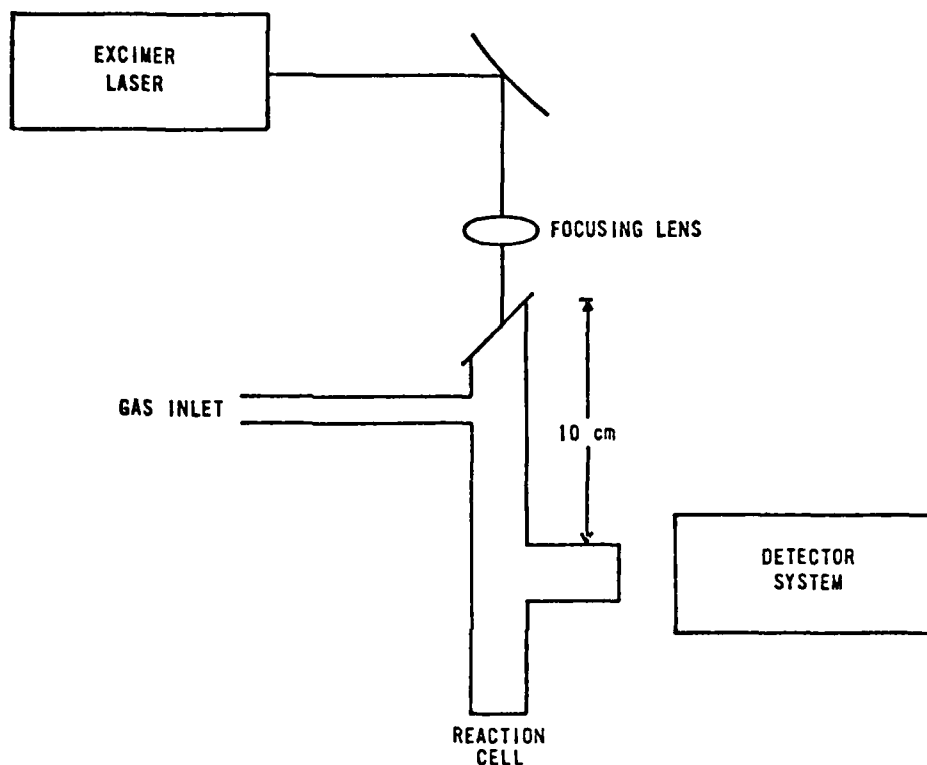 EXCIMER
LASER
FOCUSING LENS
GAS INLET
10 cm
DETECTOR
SYSTEM
REACTION
CELL